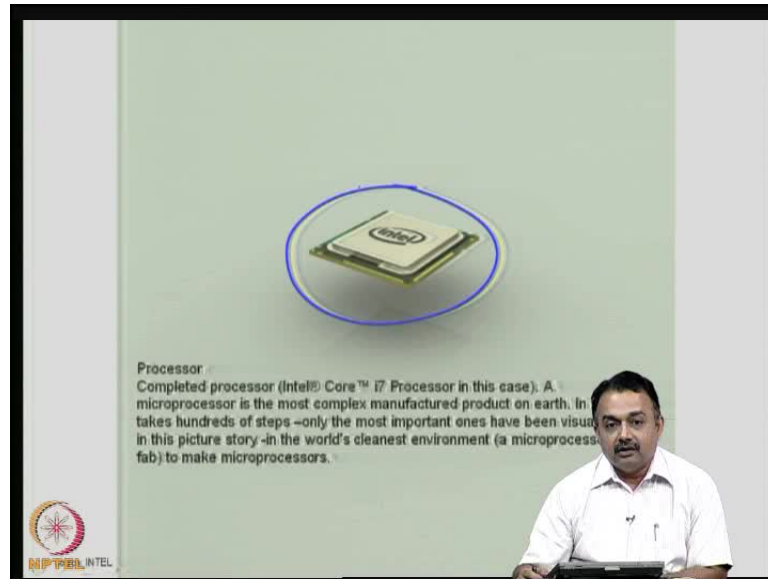 intel
Processor
Completed processor (Intel® Core™ i7 Processor in this case). A
microprocessor is the most complex manufactured product on earth. In
takes hundreds of steps –only the most important ones have been
in this picture story -in the world's cleanest environment (a
fab) to make microprocessors.
NPTEL INTEL